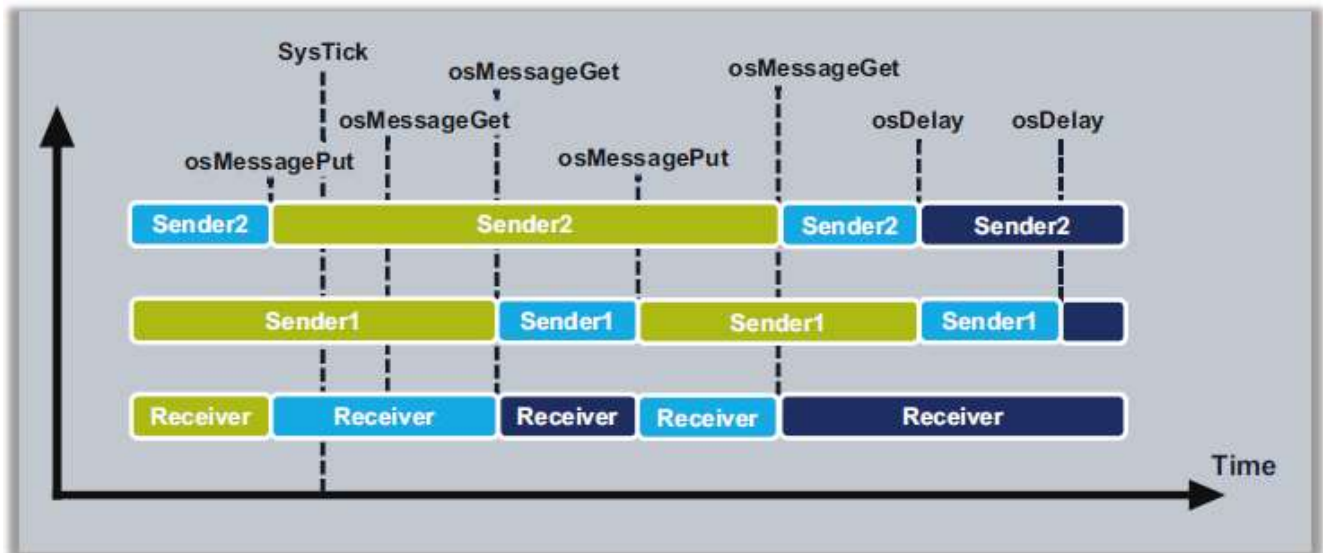 SysTick
osMessageGet
osMessageGet
osMessageGet
osDelay
osDelay
osMessagePut
osMessagePut
Sender2
Sender2
Sender2
Sender2
Sender1
Sender1
Sender1
Sender1
Receiver
Receiver
Receiver
Receiver
Receiver
Time